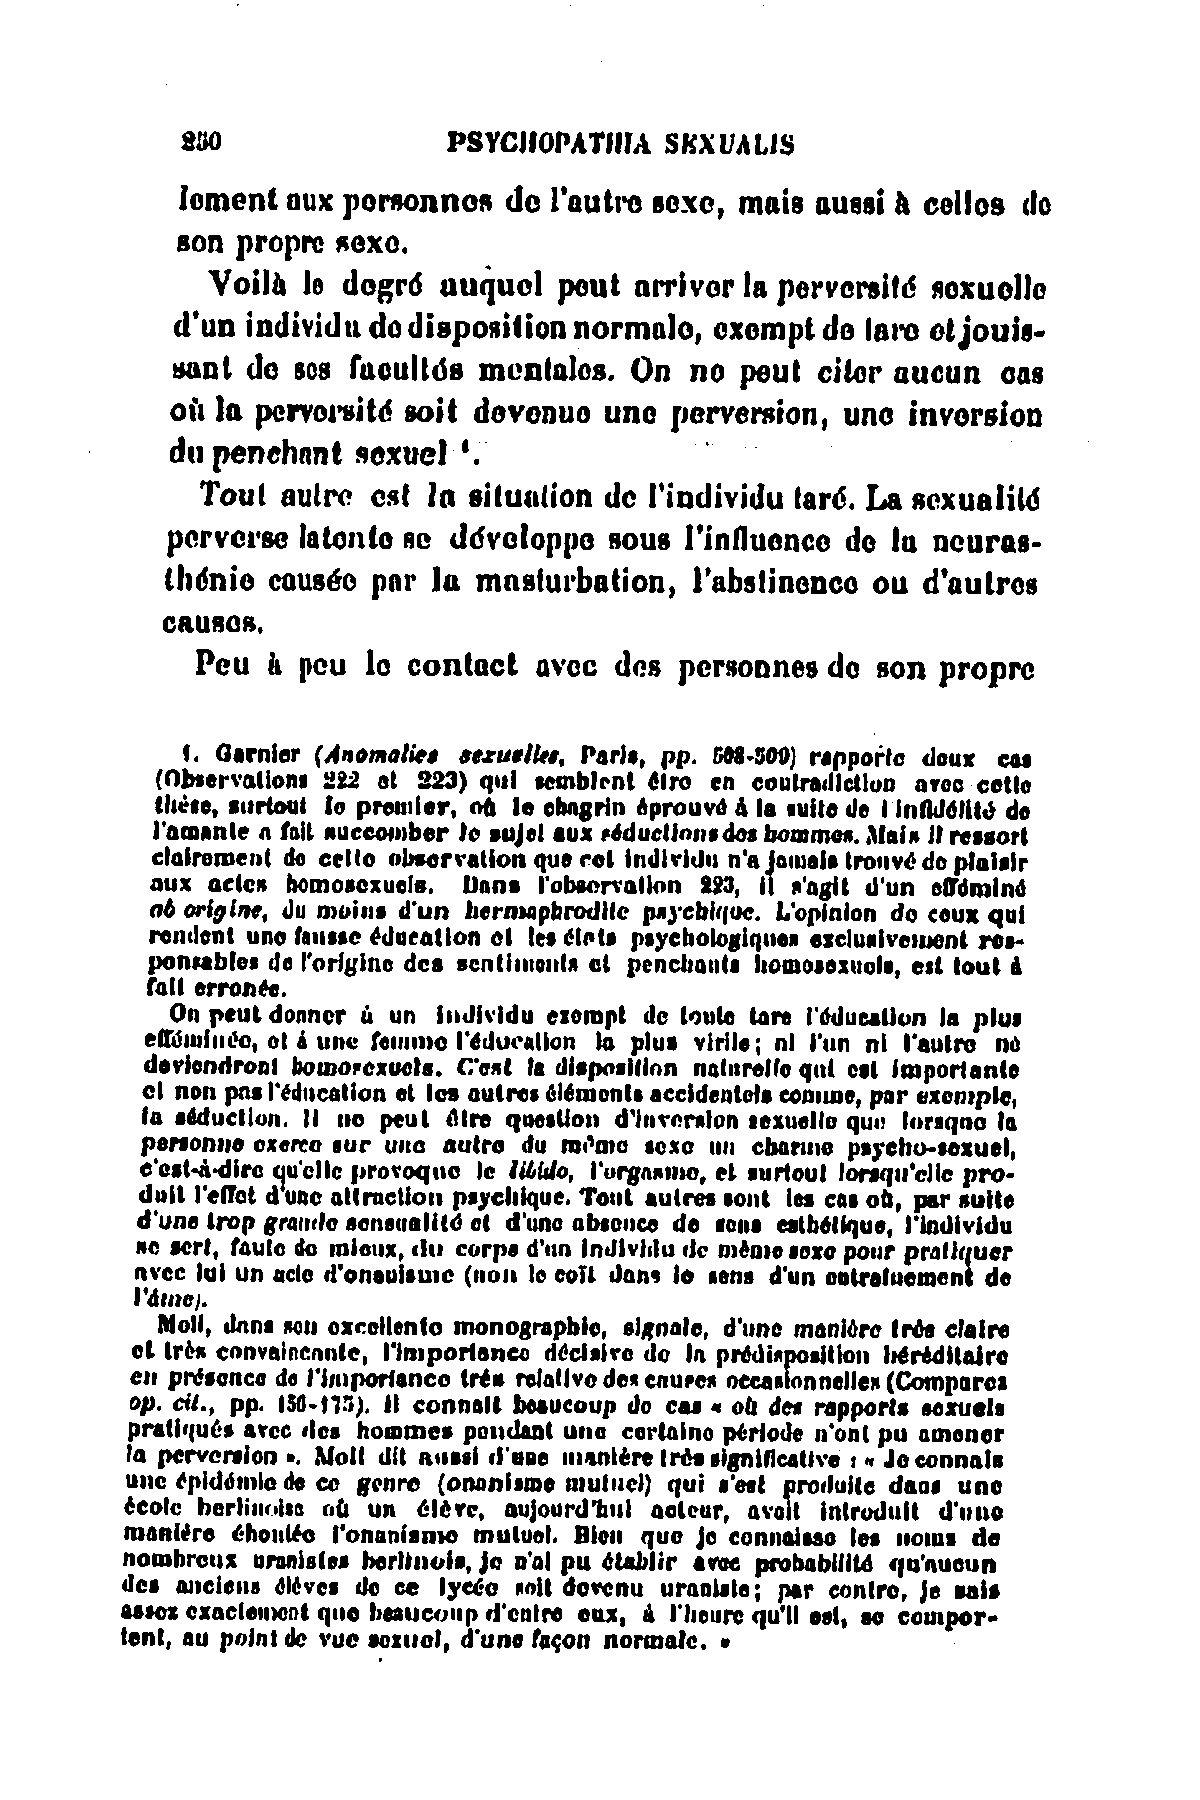 250 PSYCHOPATHIA SEXUALIS
lement aux personnes de l'autre sexe, mais aussi à celles de
son propre sexe.
Voilà le degré auquel peut arriver la perversité sexuelle
d'un individu de disposition normale, exempt de tare et jouis-
sant de ses facultés mentales. On ne peut citer aucun cas
où la perversité soit devenue une perversion, une inversion
du penchant sexuel 1.
Tout autre est la situation de l'individu taré. La sexualité
perverse latente se développe sous l'influence de la neuras-
thénie causée par la masturbation, l'abstinence ou d'autres
causes.
Peu à peu le contact avec des personnes de son propre
1. Garnier (Anomalies sexuelles, Paris, pp. 508-509) rapporte deux cas
(Observations 222 et 223) qui semblent être en contradiction avec cette
thèse, surtout le premier, où le chagrin éprouvé à la suite de l'infidélité de
l'amante a fait succomber le sujet aux séductions des hommes. Mais il ressort
clairement de cette observation que cet individu n'a jamais trouvé de plaisir
aux actes homosexuels. Dans l'observation 223, il s'agit d'un efféminé
ab origine, du moins d'un hermaphrodite psychique. L'opinion de ceux qui
rendent une fausse éducation et les états psychologiques exclusivement res-
ponsables de l'origine des sentiments et penchants homosexuels, est tout à
fait erronée.
On peut donner à un individu exempt de toute tare l'éducation la plus
efféminée, et à une femme l'éducation la plus virile; ni l'un ni l'autre ne
deviendront homosexuels. C'est la disposition naturelle qui est importante
et non pas l'éducation et les autres éléments accidentels comme, par exemple,
la séduction. Il ne peut être question d'inversion sexuelle que lorsque la
personne exerce sur une autre du même sexe un charme psycho-sexuel,
c'est-à-dire qu'elle provoque le libido, l'orgasme, et surtout lorsqu'elle pro-
duit l'effet d'une attraction psychique. Tout autres sont les cas où, par suite
d'une trop grande sensualité et d'une absence de sens esthétique, l'individu
se sert, faute de mieux, du corps d'un individu de même sexe pour pratiquer
avec lui un acte d'onanisme (non le coït dans le sens d'un entraînement de
l'âme).
Moll, dans son excellente monographie, signale, d'une manière très claire
et très convaincante, l'importance décisive de la prédisposition héréditaire
en présence de l'importance très relative des causes occasionnelles (Comparez
op. cit., pp. 156-175). Il connaît beaucoup de cas « où des rapports sexuels
pratiqués avec des hommes pendant une certaine période n'ont pu amener
la perversion ». Moll dit aussi d'une manière très significative : « Je connais
une épidémie de ce genre (onanisme mutuel) qui s'est produite dans une
école berlinoise où un élève, aujourd'hui acteur, avait introduit d'une
manière éhontée l'onanisme mutuel. Bien que je connaisse les noms de
nombreux uranistes berlinois, je n'ai pu établir avec probabilité qu'aucun
des anciens élèves de ce lycée soit devenu uraniste; par contre, je sais
assez exactement que beaucoup d'entre eux, à l'heure qu'il est, se compor-
tent, au point de vue sexuel, d'une façon normale. »